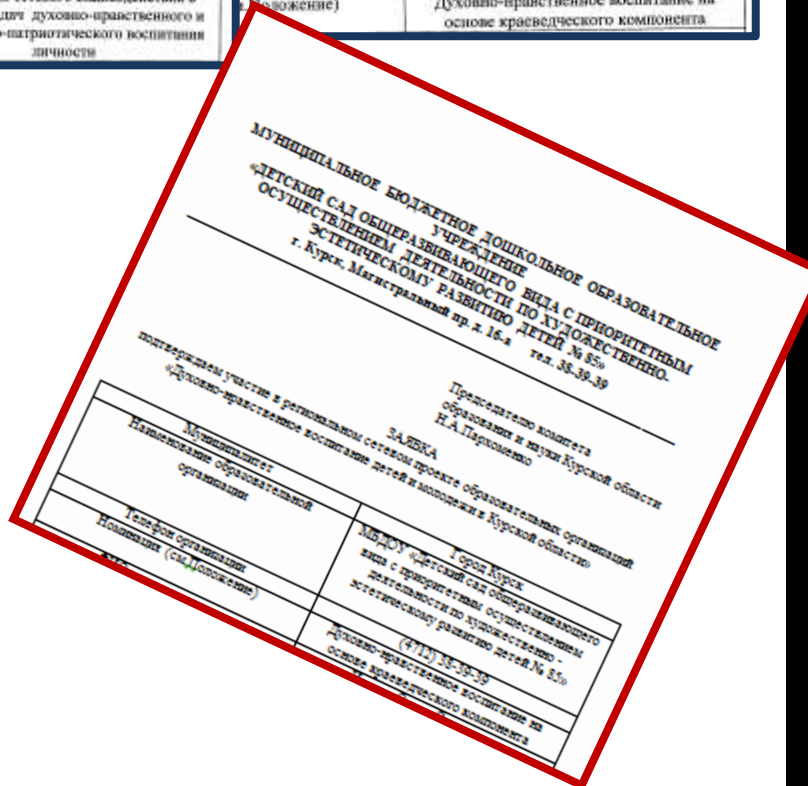 духовно-нравственного и
-патриотического воспитания
личности
Положение)
Духовно-нравственное воспитание на
основе краеведческого компонента
МУНИЦИПАЛЬНОЕ БЮДЖЕТНОЕ ДОШКОЛЬНОЕ ОБРАЗОВАТЕЛЬНОЕ
УЧРЕЖДЕНИЕ
«ДЕТСКИЙ САД ОБЩЕРАЗВИВАЮЩЕГО ВИДА С ПРИОРИТЕТНЫМ
ОСУЩЕСТВЛЕНИЕМ ДЕЯТЕЛЬНОСТИ ПО ХУДОЖЕСТВЕННО-
ЭСТЕТИЧЕСКОМУ РАЗВИТИЮ ДЕТЕЙ № 85»
г. Курск, Магистральный пр. д. 16-а тел. 38-39-39
Председателю комитета
образования и науки Курской области
Н.А.Пархоменко
ЗАЯВКА
подтверждаем участие в региональном сетевом проекте образовательных организаций
«Духовно-нравственное воспитание детей и молодежи в Курской области»
Муниципалитет
Город Курск
Наименование образовательной
организации
МБДОУ «Детский сад общеразвивающего
вида с приоритетным осуществлением
деятельности по художественно -
эстетическому развитию детей № 85»
Телефон организации
(4712) 38-39-39
Номинация (см.Положение)
Духовно-нравственное воспитание на
основе краеведческого компонента